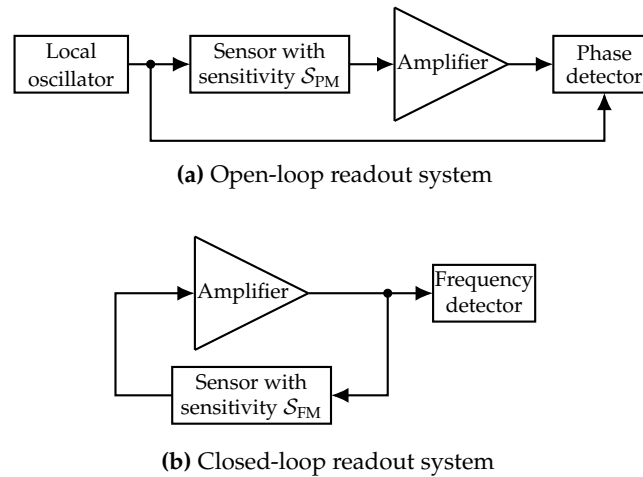 Local
oscillator
Sensor with
sensitivity 𝒮PM
Amplifier
Phase
detector
(a) Open-loop readout system
Amplifier
Frequency
detector
Sensor with
sensitivity 𝒮FM
(b) Closed-loop readout system